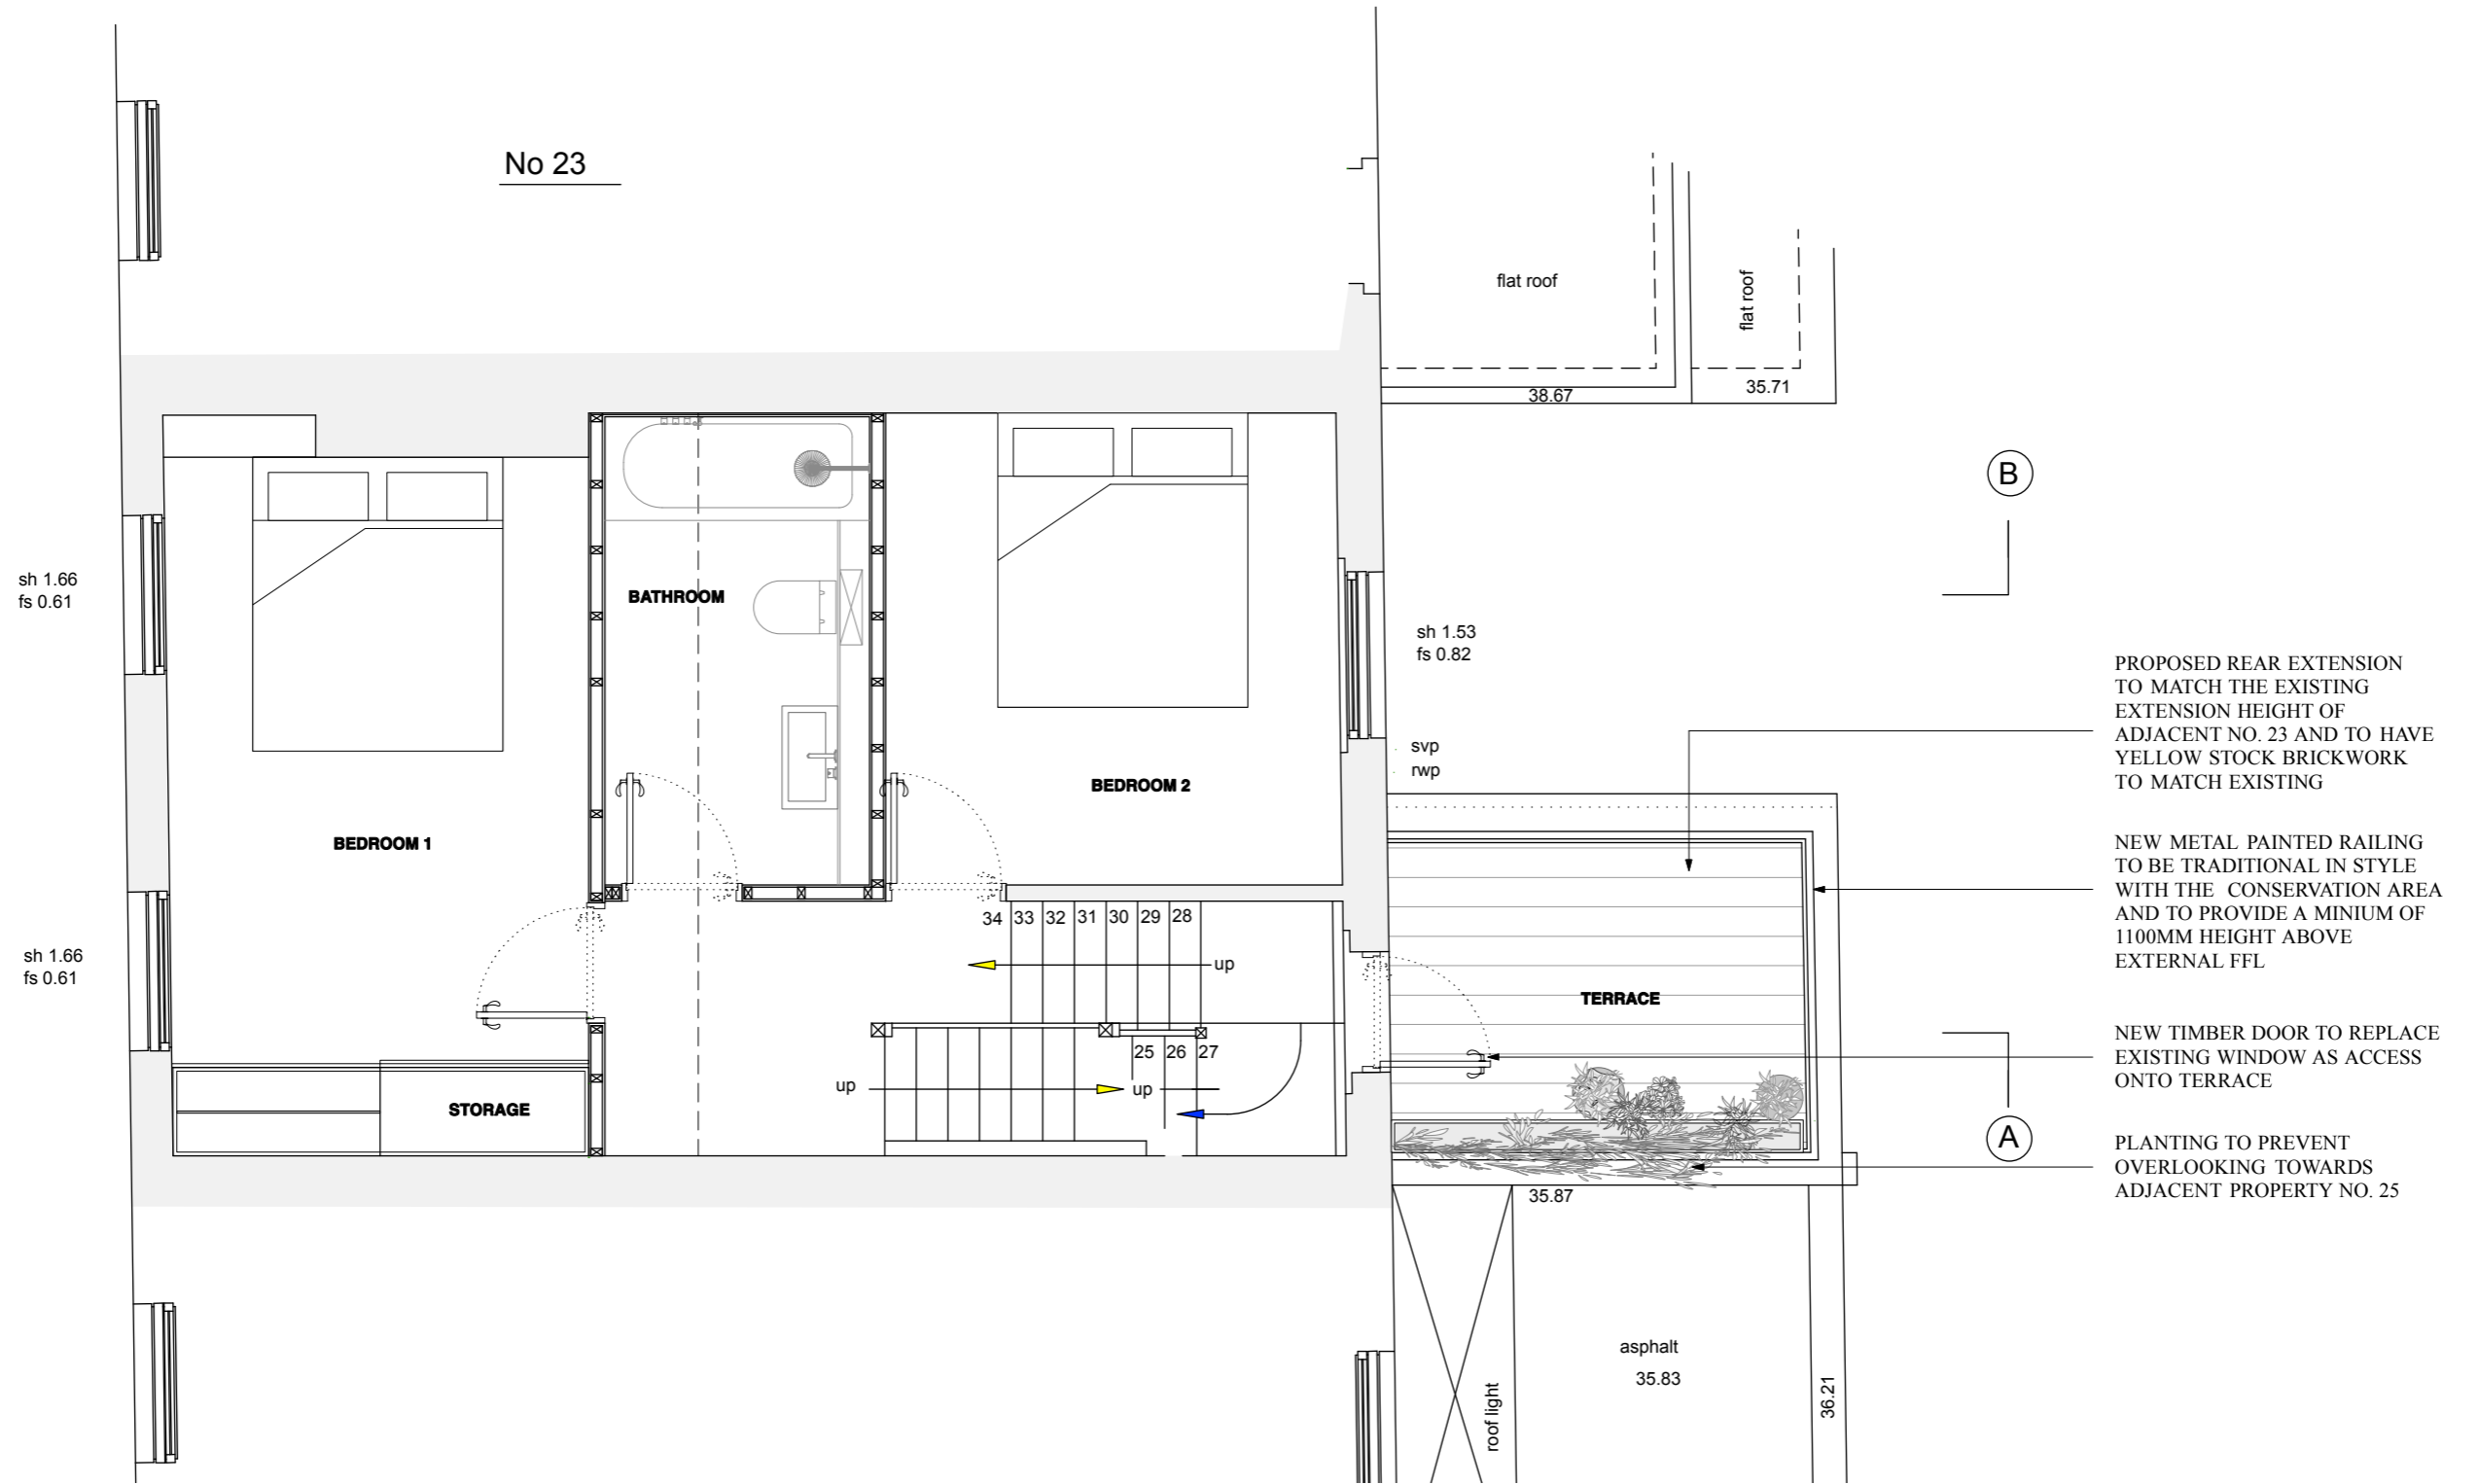 No 23
flat roof
flat roof
38.67
35.71
B
sh 1.66
fs 0.61
BATHROOM
sh 1.53
fs 0.82
svp
rwp
BEDROOM 2
BEDROOM 1
PROPOSED REAR EXTENSION
TO MATCH THE EXISTING
EXTENSION HEIGHT OF
ADJACENT NO. 23 AND TO HAVE
YELLOW STOCK BRICKWORK
TO MATCH EXISTING
NEW METAL PAINTED RAILING
TO BE TRADITIONAL IN STYLE
WITH THE CONSERVATION AREA
AND TO PROVIDE A MINIUM OF
1100MM HEIGHT ABOVE
EXTERNAL FFL
34 33 32 31 30 29 28
sh 1.66
fs 0.61
up
TERRACE
25 26 27
up
up
NEW TIMBER DOOR TO REPLACE
EXISTING WINDOW AS ACCESS
ONTO TERRACE
STORAGE
A
PLANTING TO PREVENT
OVERLOOKING TOWARDS
ADJACENT PROPERTY NO. 25
35.87
asphalt
35.83
roof light
36.21